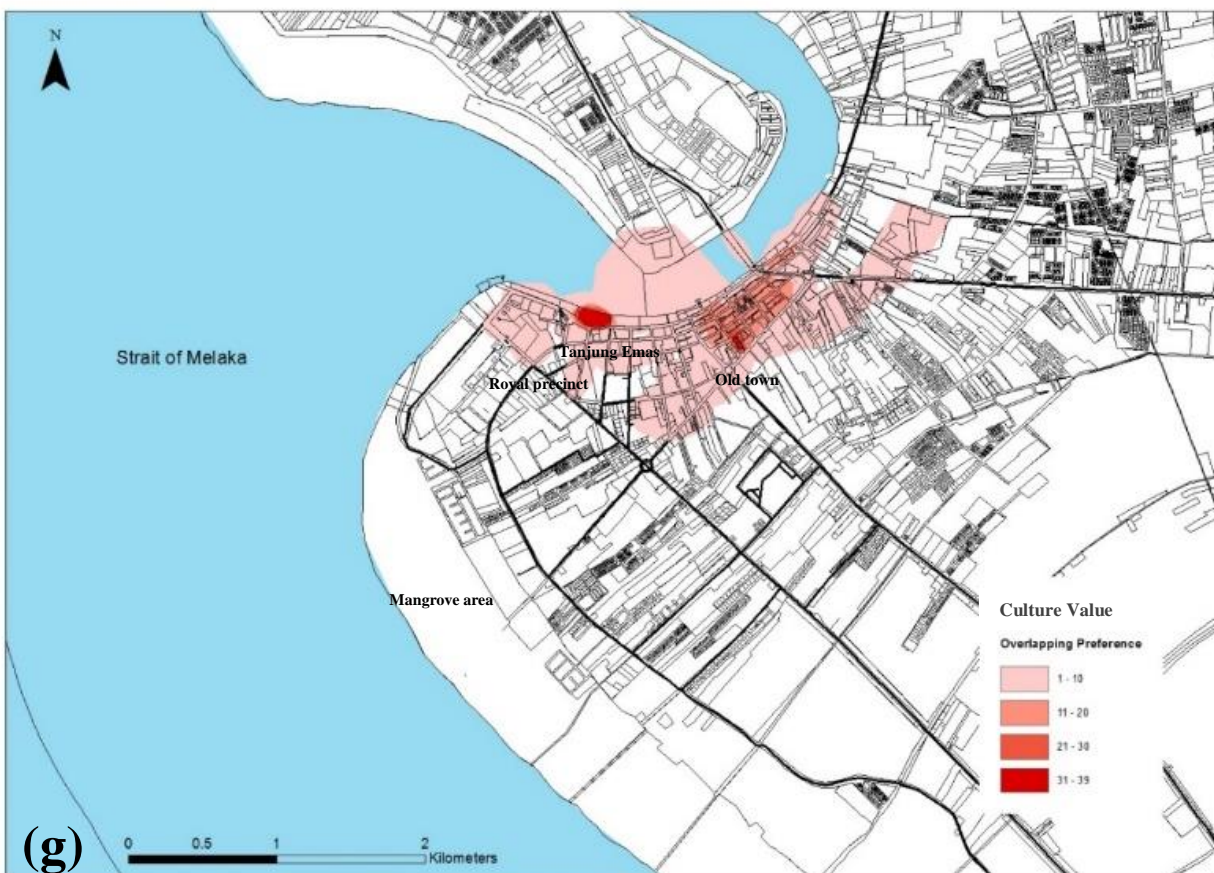 N
Strait of Melaka
Tanjung Emas
Royal precinct
Old town
Mangrove area
Culture Value
Overlapping Preference
1 - 10
11 - 20
21 - 30
31 - 39
(g)
0 0.5 1 2
Kilometers